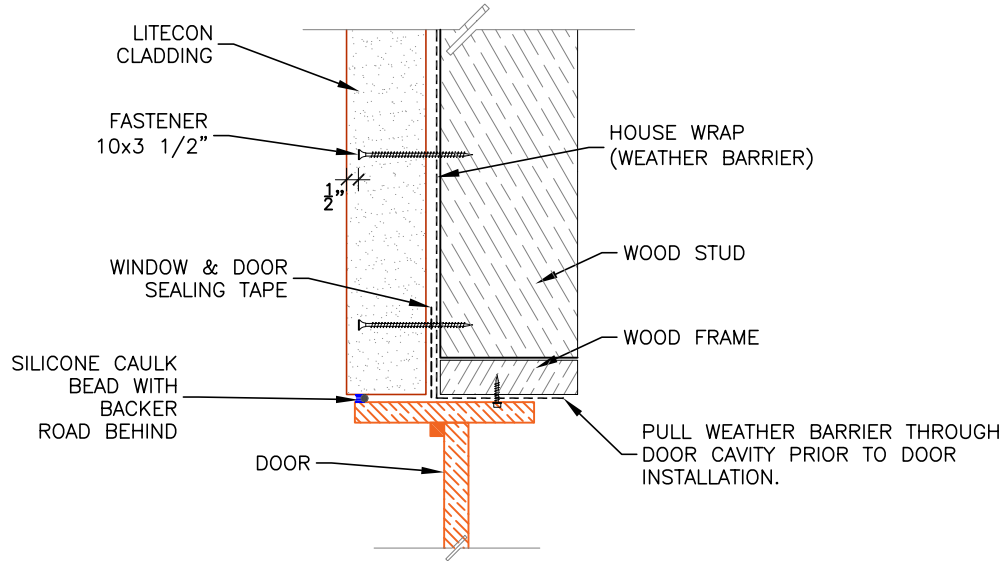 LITECON
CLADDING
FASTENER
10x3 1/2"
1/2"
WINDOW & DOOR
SEALING TAPE
SILICONE CAULK
BEAD WITH
BACKER
ROAD BEHIND
DOOR
HOUSE WRAP
(WEATHER BARRIER)
WOOD STUD
WOOD FRAME
PULL WEATHER BARRIER THROUGH
DOOR CAVITY PRIOR TO DOOR
INSTALLATION.